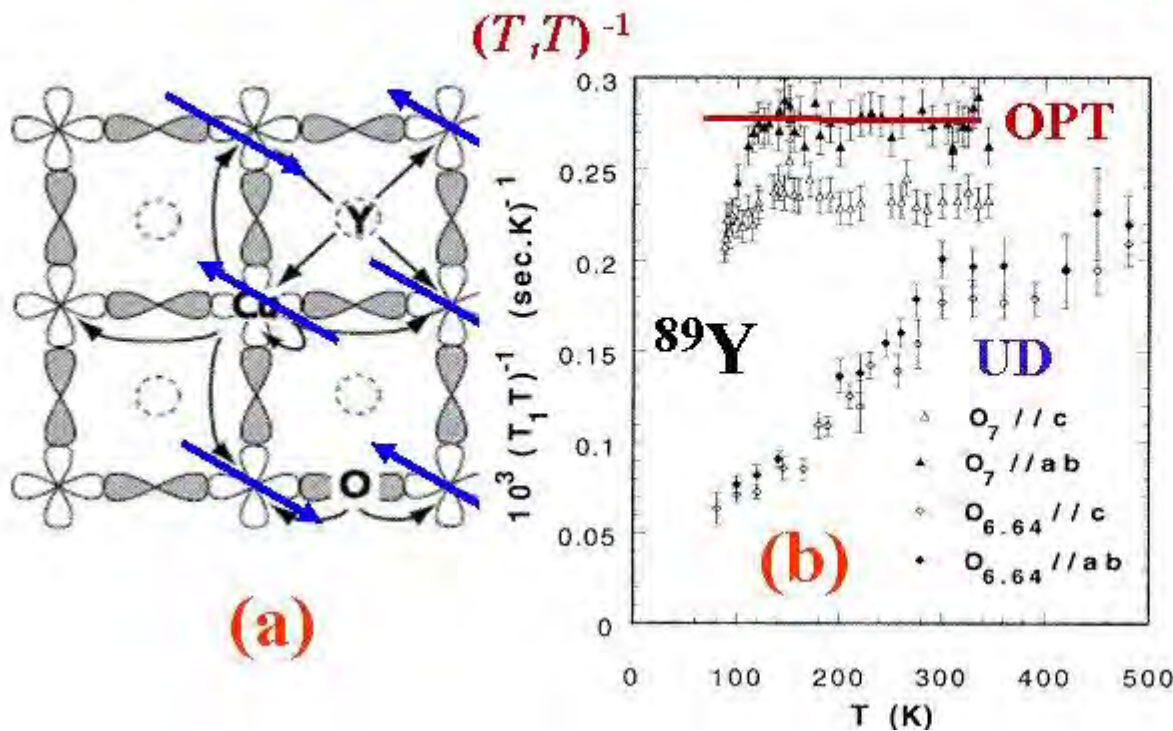 (T₁T)⁻¹
Y
Cu
O
(a)
10³ (T₁T)⁻¹ (sec.K)⁻¹
0.3
0.25
0.2
0.15
0.1
0.05
0
OPT
⁸⁹Y
UD
O₇ //c
O₇ //ab
O₆.₆₄ //c
O₆.₆₄ //ab
(b)
0 100 200 300 400 500
T (K)